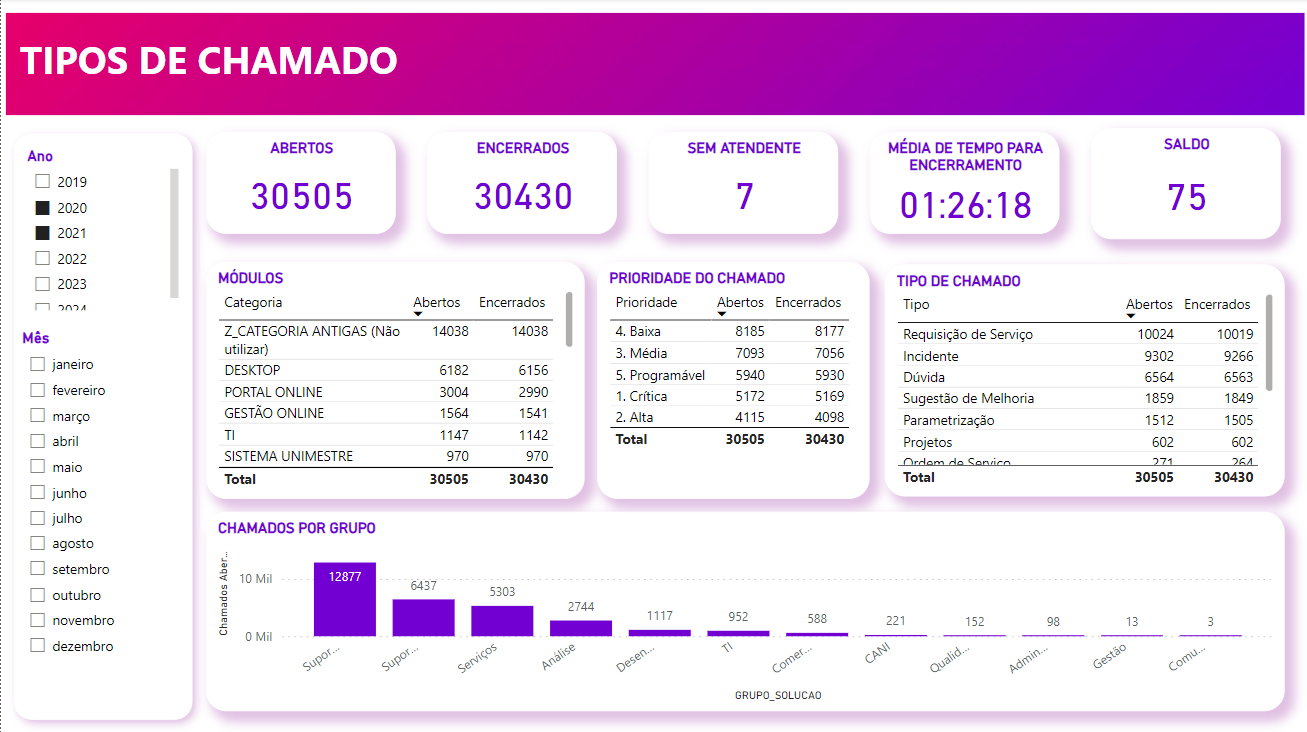 TIPOS DE CHAMADO
Ano
2019
2020
2021
2022
2023
2024
Mês
janeiro
fevereiro
março
abril
maio
junho
julho
agosto
setembro
outubro
novembro
dezembro
ABERTOS
30505
ENCERRADOS
30430
SEM ATENDENTE
7
MÉDIA DE TEMPO PARA
ENCERRAMENTO
01:26:18
SALDO
75
MÓDULOS
Categoria Abertos Encerrados
Z_CATEGORIA ANTIGAS (Não 14038 14038
utilizar)
DESKTOP 6182 6156
PORTAL ONLINE 3004 2990
GESTÃO ONLINE 1564 1541
TI 1147 1142
SISTEMA UNIMESTRE 970 970
Total 30505 30430
PRIORIDADE DO CHAMADO
Prioridade Abertos Encerrados
4. Baixa 8185 8177
3. Média 7093 7056
5. Programável 5940 5930
1. Crítica 5172 5169
2. Alta 4115 4098
Total 30505 30430
TIPO DE CHAMADO
Tipo Abertos Encerrados
Requisição de Serviço 10024 10019
Incidente 9302 9266
Dúvida 6564 6563
Sugestão de Melhoria 1859 1849
Parametrização 1512 1505
Projetos 602 602
Ordem de Serviço 271 264
Total 30505 30430
CHAMADOS POR GRUPO
Chamados Aber...
10 Mil
0 Mil
12877 6437 5303 2744 1117 952 588 221 152 98 13 3
Supor... Supor... Serviços Análise Desen... TI Comer... CANI Qualid... Admin... Gestão Comu...
GRUPO_SOLUCAO